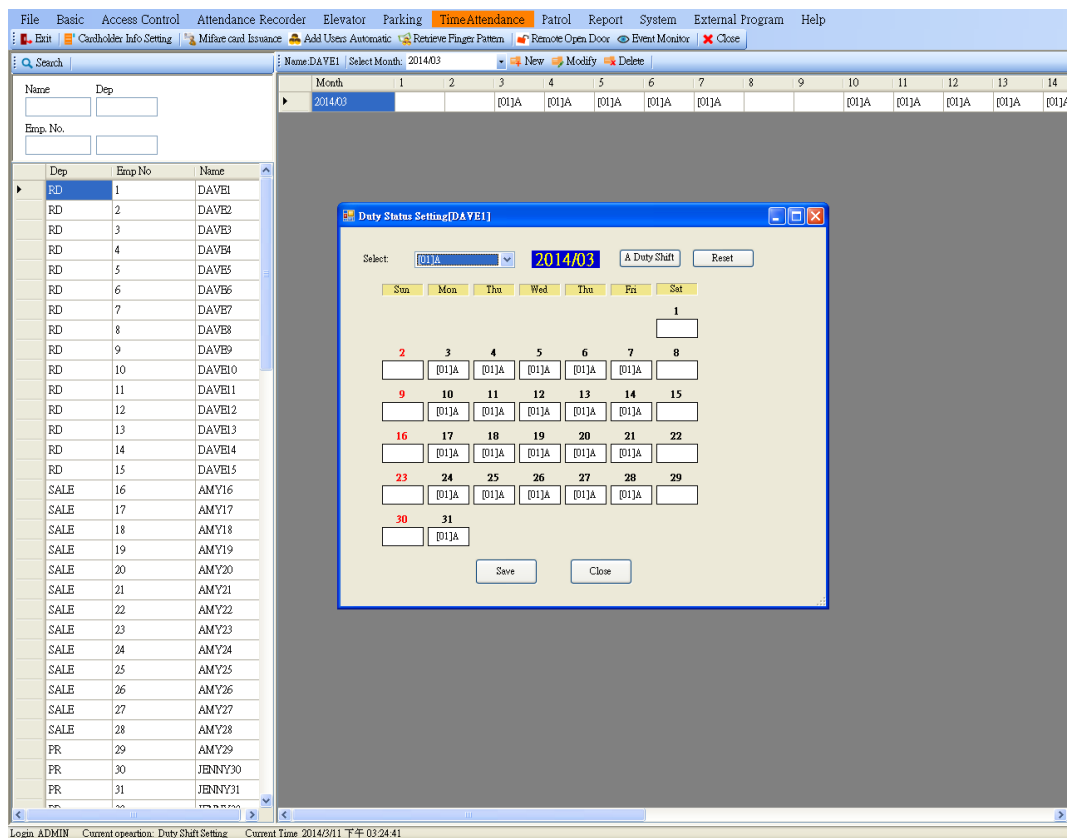 File Basic Access Control Attendance Recorder Elevator Parking TimeAttendance Patrol Report System External Program Help
Exit Cardholder Info Setting Mifare card Issuance Add Users Automatic Retrieve Finger Pattern Remote Open Door Event Monitor Close
Search
Name:DAVE1 Select Month: 2014/03 New Modify Delete
Name Dep
Emp. No.
Month 1 2 3 4 5 6 7 8 9 10 11 12 13 14
2014/03 [01]A [01]A [01]A [01]A [01]A [01]A [01]A [01]A [01]A [01]A
Dep Emp No Name
RD 1 DAVE1
RD 2 DAVE2
RD 3 DAVE3
RD 4 DAVE4
RD 5 DAVE5
RD 6 DAVE6
RD 7 DAVE7
RD 8 DAVE8
RD 9 DAVE9
RD 10 DAVE10
RD 11 DAVE11
RD 12 DAVE12
RD 13 DAVE13
RD 14 DAVE14
RD 15 DAVE15
SALE 16 AMY16
SALE 17 AMY17
SALE 18 AMY18
SALE 19 AMY19
SALE 20 AMY20
SALE 21 AMY21
SALE 22 AMY22
SALE 23 AMY23
SALE 24 AMY24
SALE 25 AMY25
SALE 26 AMY26
SALE 27 AMY27
SALE 28 AMY28
PR 29 AMY29
PR 30 JENNY30
PR 31 JENNY31
Duty Status Setting[DAVE1]
Select: [01]A 2014/03 A Duty Shift Reset
Sun Mon Thu Wed Thu Fri Sat
1
2 3 4 5 6 7 8
[01]A [01]A [01]A [01]A [01]A
9 10 11 12 13 14 15
[01]A [01]A [01]A [01]A [01]A
16 17 18 19 20 21 22
[01]A [01]A [01]A [01]A [01]A
23 24 25 26 27 28 29
[01]A [01]A [01]A [01]A [01]A
30 31
[01]A
Save Close
Login ADMIN Current opeartion: Duty Shift Setting Current Time 2014/3/11 下午 03:24:41